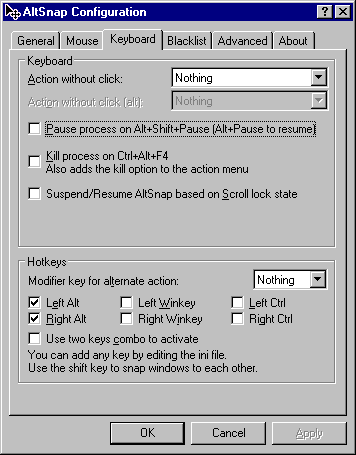 AltSnap Configuration
General Mouse Keyboard Blacklist Advanced About
Keyboard
Action without click: Nothing
Action without click (alt): Nothing
Pause process on Alt+Shift+Pause (Alt+Pause to resume)
Kill process on Ctrl+Alt+F4
Also adds the kill option to the action menu
Suspend/Resume AltSnap based on Scroll lock state
Hotkeys
Modifier key for alternate action: Nothing
Left Alt Left Winkey Left Ctrl
Right Alt Right Winkey Right Ctrl
Use two keys combo to activate
You can add any key by editing the ini file.
Use the shift key to snap windows to each other.
OK Cancel Apply